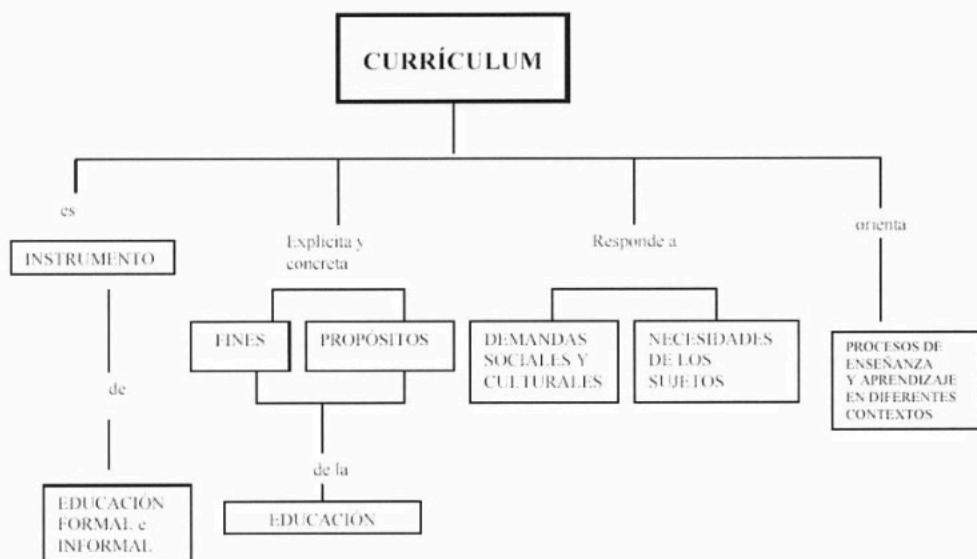 CURRÍCULUM
es
INSTRUMENTO
de
EDUCACIÓN
FORMAL e
INFORMAL
Explicita y
concreta
FINES
PROPÓSITOS
de la
EDUCACIÓN
Responde a
DEMANDAS
SOCIALES Y
CULTURALES
NECESIDADES
DE LOS
SUJETOS
orienta
PROCESOS DE
ENSEÑANZA
Y APRENDIZAJE
EN DIFERENTES
CONTEXTOS